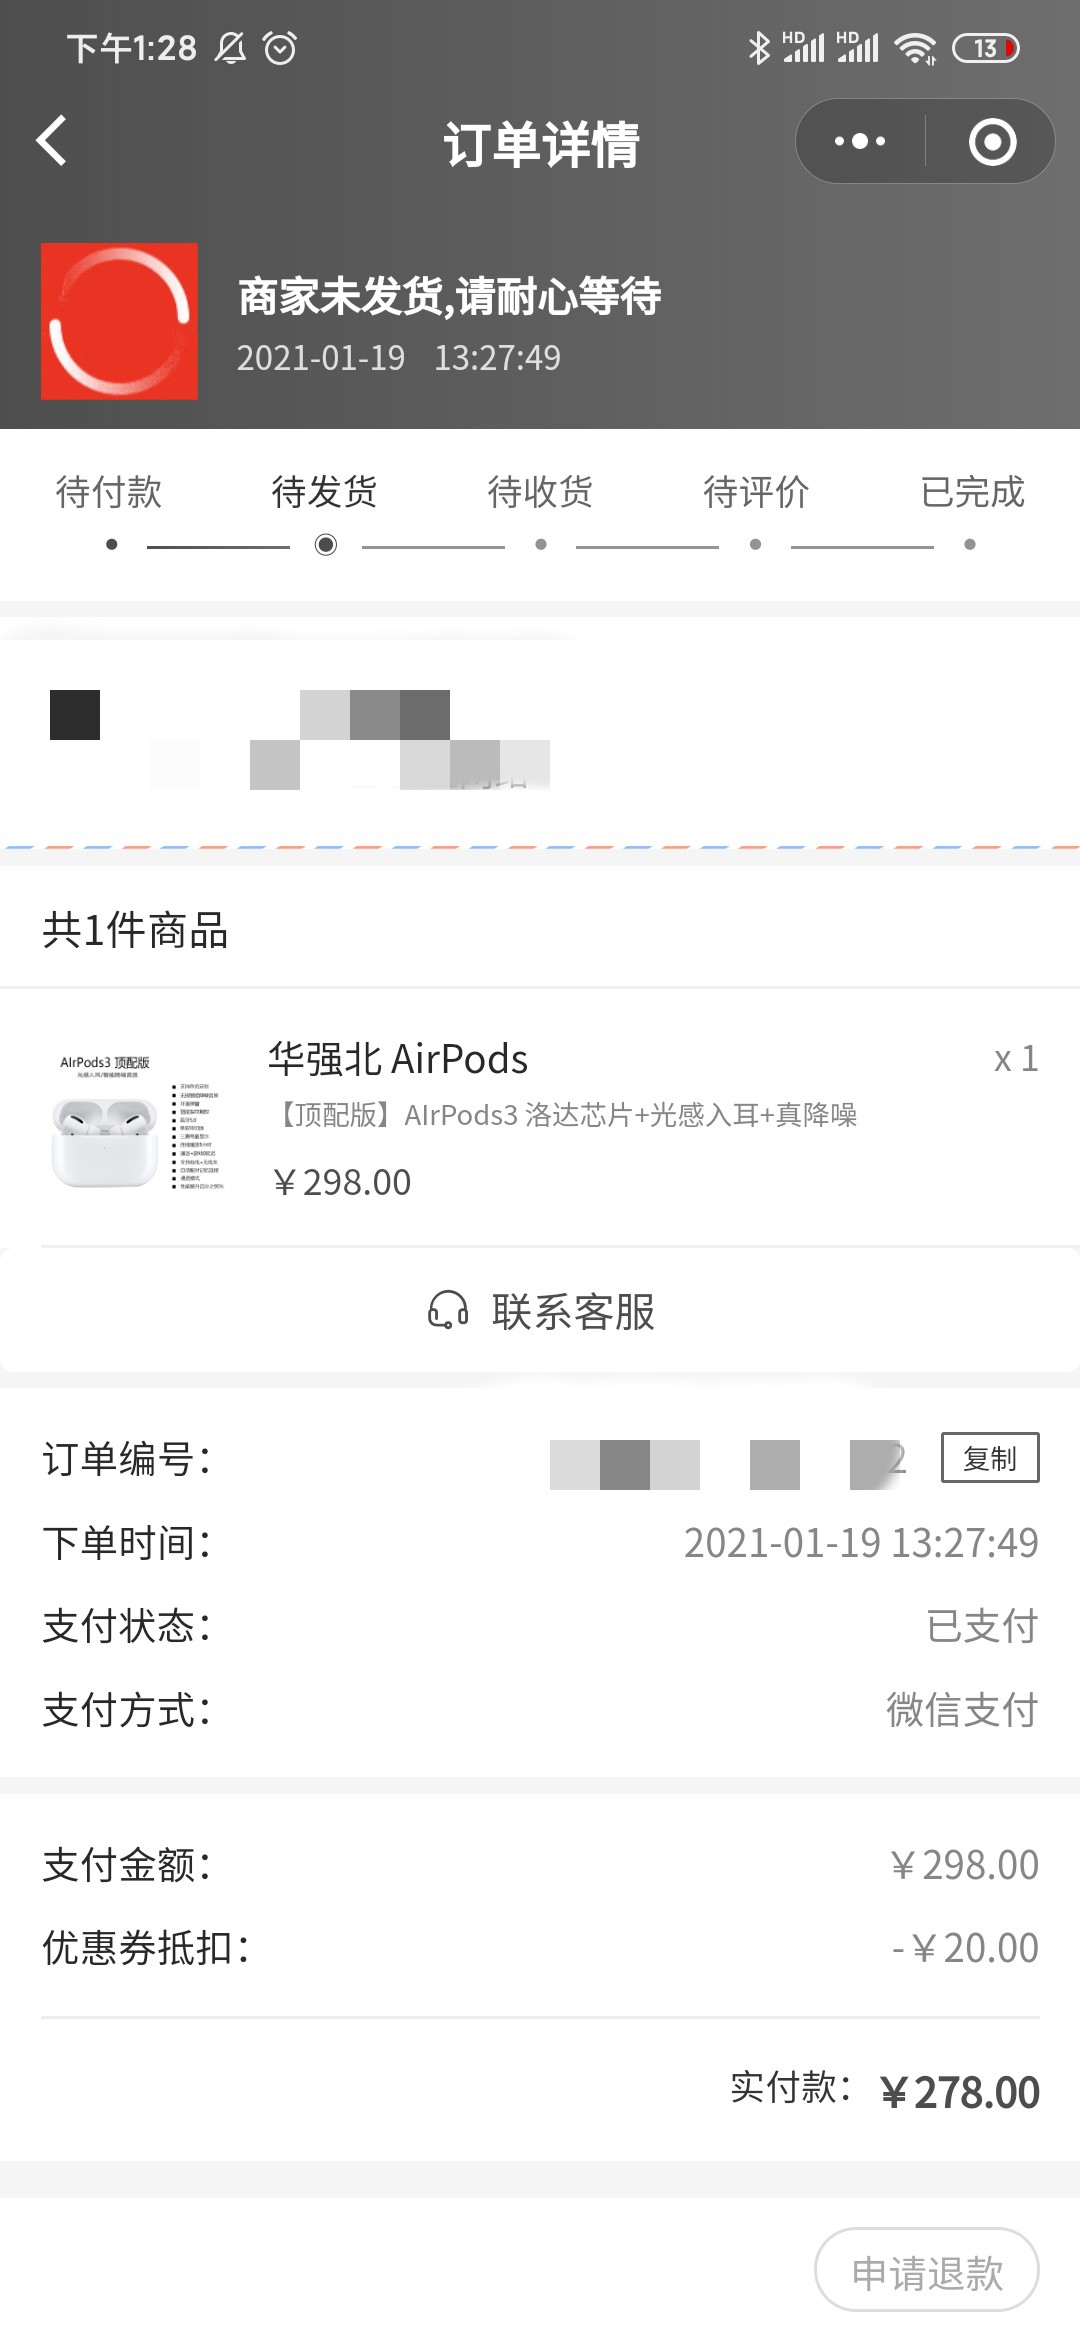 下午1:28
HD HD 13
订单详情
商家未发货,请耐心等待
2021-01-19 13:27:49
待付款 待发货 待收货 待评价 已完成
共1件商品
AIrPods3 顶配版
华强北 AirPods x 1
【顶配版】AIrPods3 洛达芯片+光感入耳+真降噪
￥298.00
联系客服
订单编号： 2 复制
下单时间： 2021-01-19 13:27:49
支付状态： 已支付
支付方式： 微信支付
支付金额： ￥298.00
优惠券抵扣： -￥20.00
实付款：￥278.00
申请退款